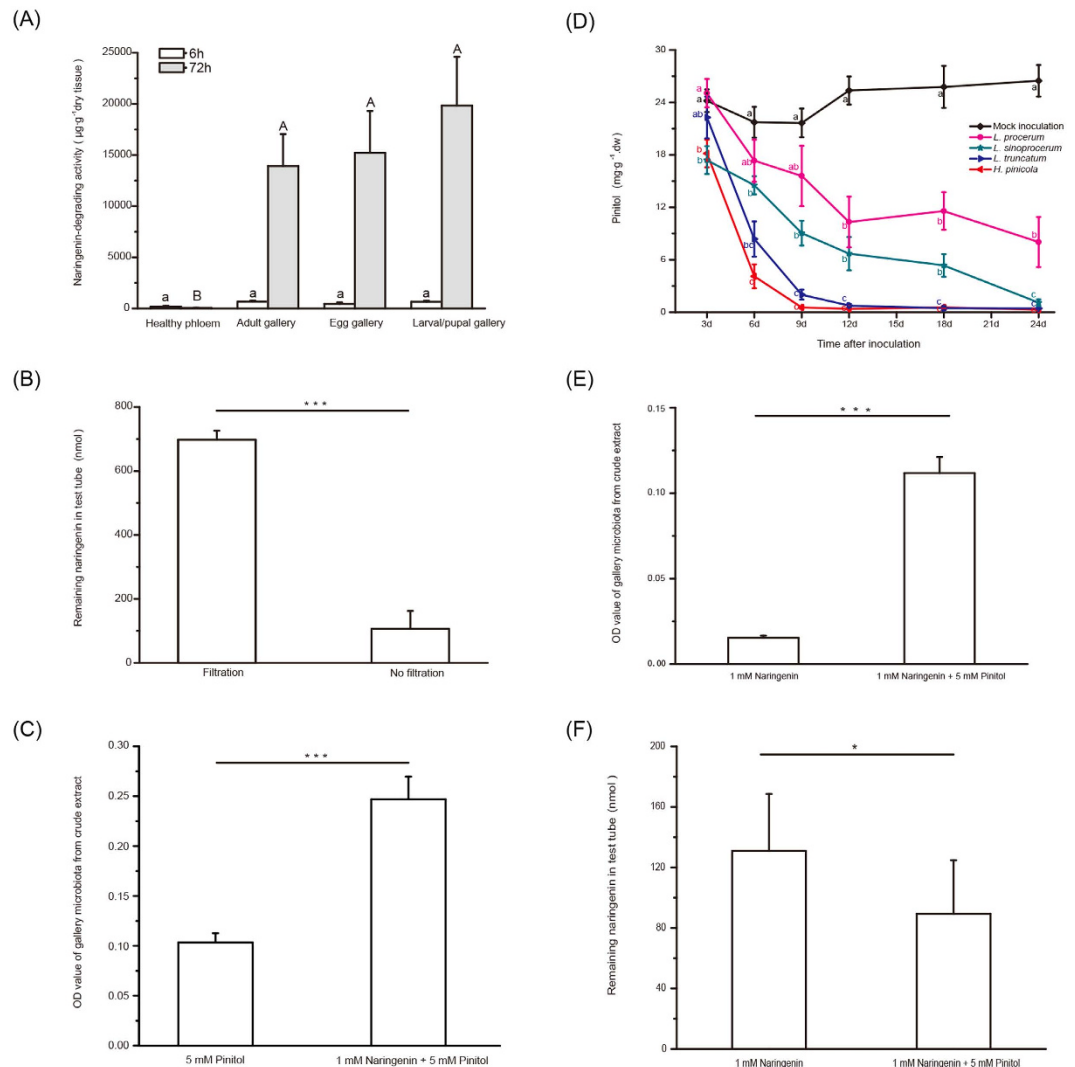 (A)
Naringenin-degrading activity ( µg·g⁻¹dry tissue )
25000
20000
15000
10000
5000
0
6h
72h
a
B
a
A
a
A
a
A
Healthy phloem
Adult gallery
Egg gallery
Larval/pupal gallery
(D)
Pinitol (mg·g⁻¹.dw)
30
24
18
12
6
0
a
a
ab
b
b
a
ab
b
bc
c
a
ab
b
c
c
a
b
b
c
c
a
b
b
c
c
a
b
c
c
c
Mock inoculation
L. procerum
L. sinoprocerum
L. truncatum
H. pinicola
3d
6d
9d
12d
15d
18d
21d
24d
Time after inoculation
(B)
Remaining naringenin in test tube (nmol)
800
600
400
200
0
***
Filtration
No filtration
(E)
OD value of gallery microbiota from crude extract
0.15
0.10
0.05
0.00
* * *
1 mM Naringenin
1 mM Naringenin + 5 mM Pinitol
(C)
OD value of gallery microbiota from crude extract
0.30
0.25
0.20
0.15
0.10
0.05
0.00
***
5 mM Pinitol
1 mM Naringenin + 5 mM Pinitol
(F)
Remaining naringenin in test tube (nmol)
200
160
120
80
40
0
*
1 mM Naringenin
1 mM Naringenin + 5 mM Pinitol